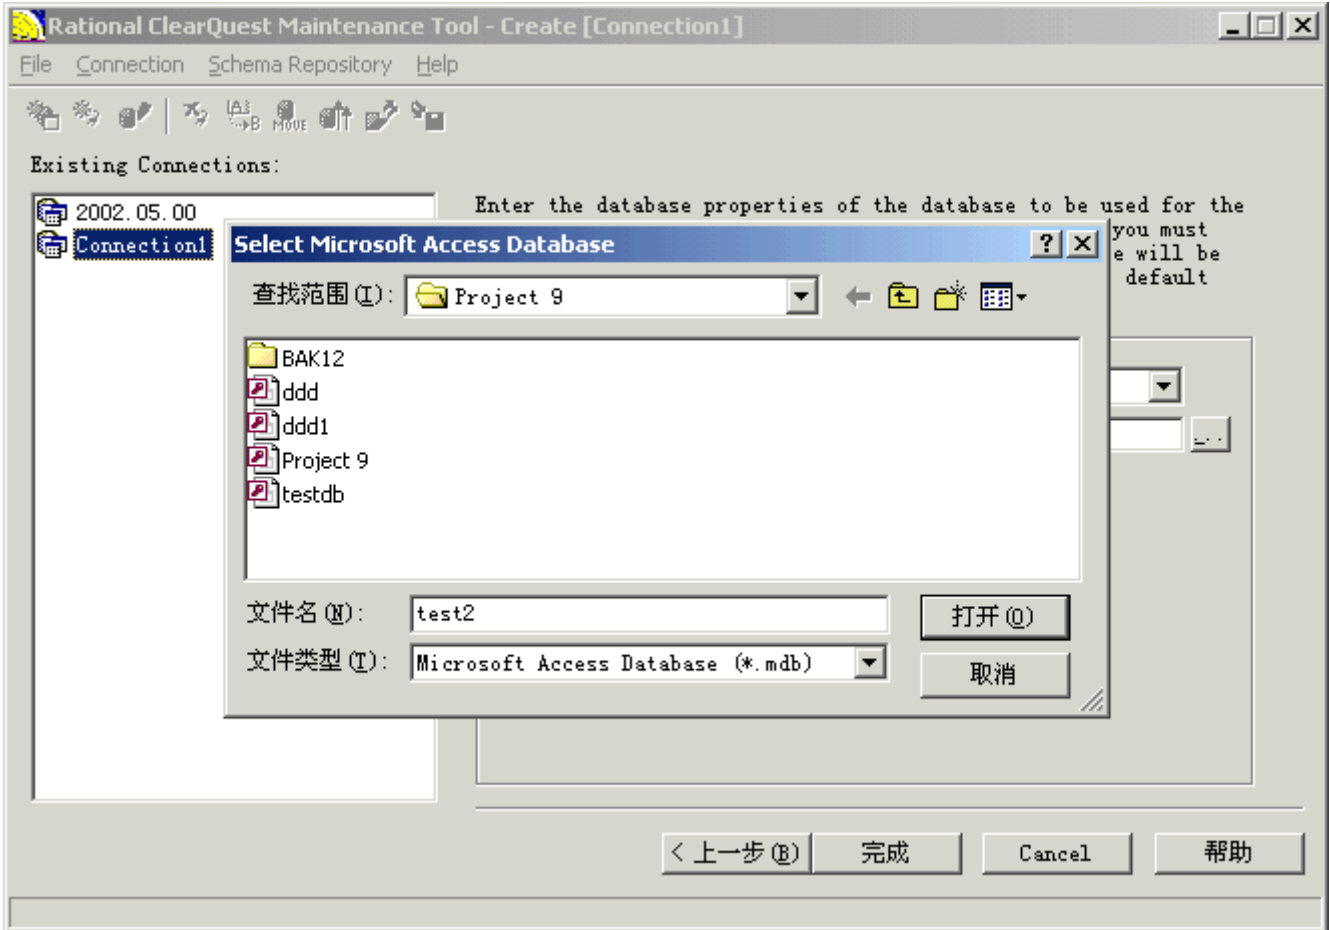 Rational ClearQuest Maintenance Tool - Create [Connection1]
File Connection Schema Repository Help
A B
MOVE
Existing Connections:
2002.05.00
Connection1
Enter the database properties of the database to be used for the
you must
e will be
default
Select Microsoft Access Database
查找范围(I): Project 9
BAK12
ddd
ddd1
Project 9
testdb
...
文件名(N): test2 打开(O)
文件类型(T): Microsoft Access Database (*.mdb) 取消
< 上一步(B) 完成 Cancel 帮助